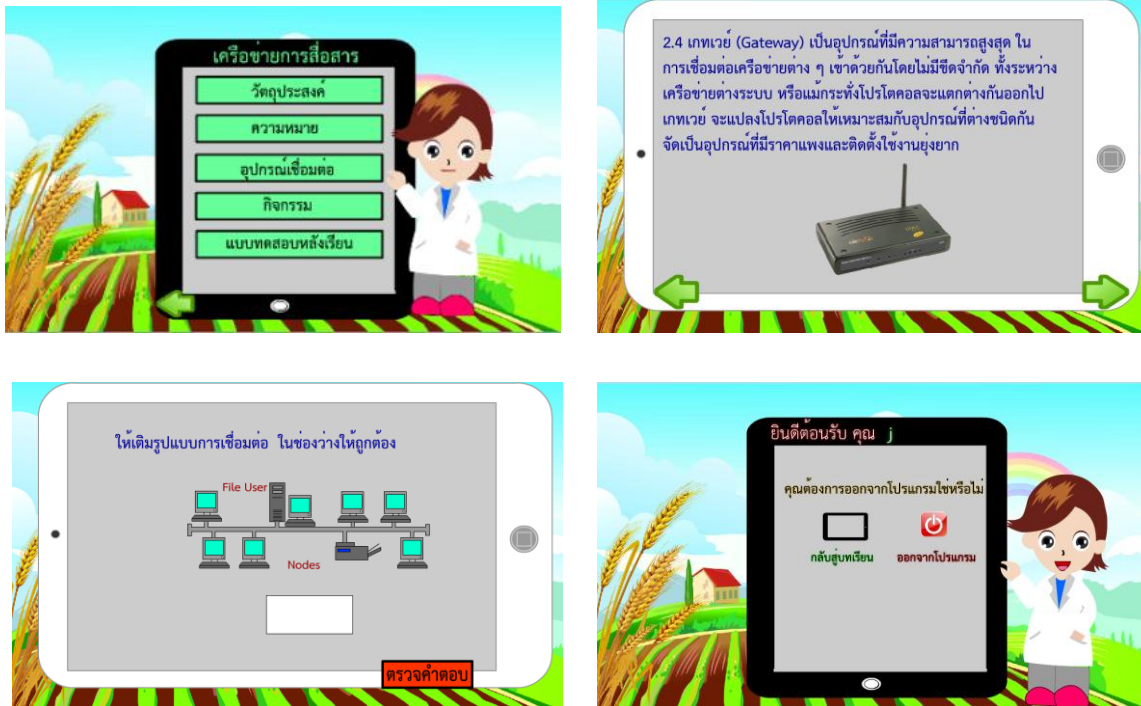 เครือข่ายการสื่อสาร
วัตถุประสงค์
ความหมาย
อุปกรณ์เชื่อมต่อ
กิจกรรม
แบบทดสอบหลังเรียน
2.4 เกทเวย์ (Gateway) เป็นอุปกรณ์ที่มีความสามารถสูงสุด ใน
การเชื่อมต่อเครือข่ายต่าง ๆ เข้าด้วยกันโดยไม่มีขีดจำกัด ทั้งระหว่าง
เครือข่ายต่างระบบ หรือแม้กระทั่งโปรโตคอลจะแตกต่างกันออกไป
เกทเวย์ จะแปลงโปรโตคอลให้เหมาะสมกับอุปกรณ์ที่ต่างชนิดกัน
จัดเป็นอุปกรณ์ที่มีราคาแพงและติดตั้งใช้งานยุ่งยาก
ให้เติมรูปแบบการเชื่อมต่อ ในช่องว่างให้ถูกต้อง
File User
Nodes
ตรวจคำตอบ
ยินดีต้อนรับ คุณ j
คุณต้องการออกจากโปรแกรมใช่หรือไม่
กลับสู่บทเรียน ออกจากโปรแกรม